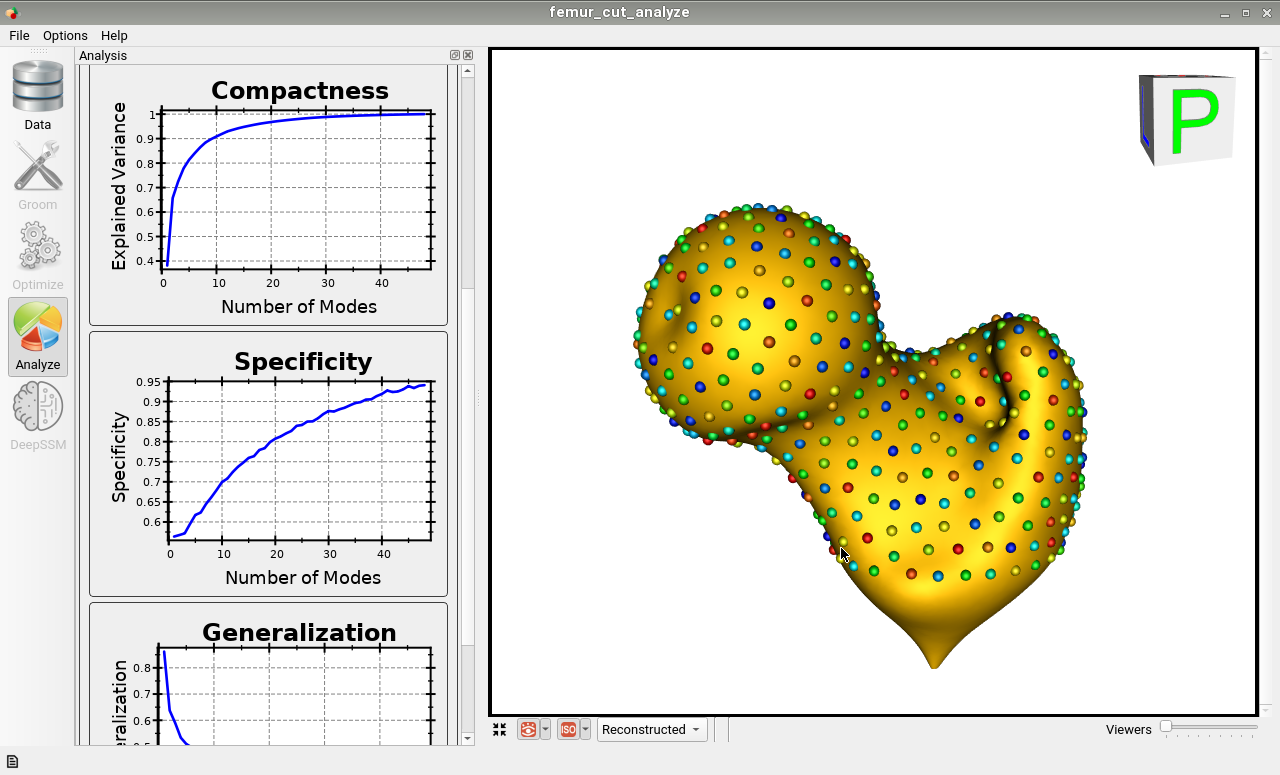 femur_cut_analyze
File Options Help
Analysis
Data
Groom
Optimize
Analyze
DeepSSM
Compactness
Explained Variance
1
0.9
0.8
0.7
0.6
0.5
0.4
0 10 20 30 40
Number of Modes
Specificity
Specificity
0.95
0.9
0.85
0.8
0.75
0.7
0.65
0.6
0 10 20 30 40
Number of Modes
Generalization
0.8
0.7
0.6
P
ISO
Reconstructed
Viewers